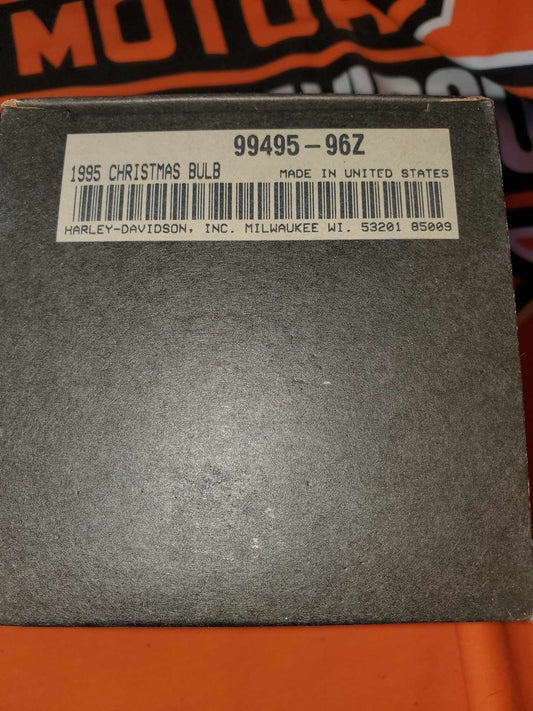 MOTOR
99495-96Z
1995 CHRISTMAS BULB MADE IN UNITED STATES
HARLEY-DAVIDSON, INC. MILWAUKEE WI. 53201 85009